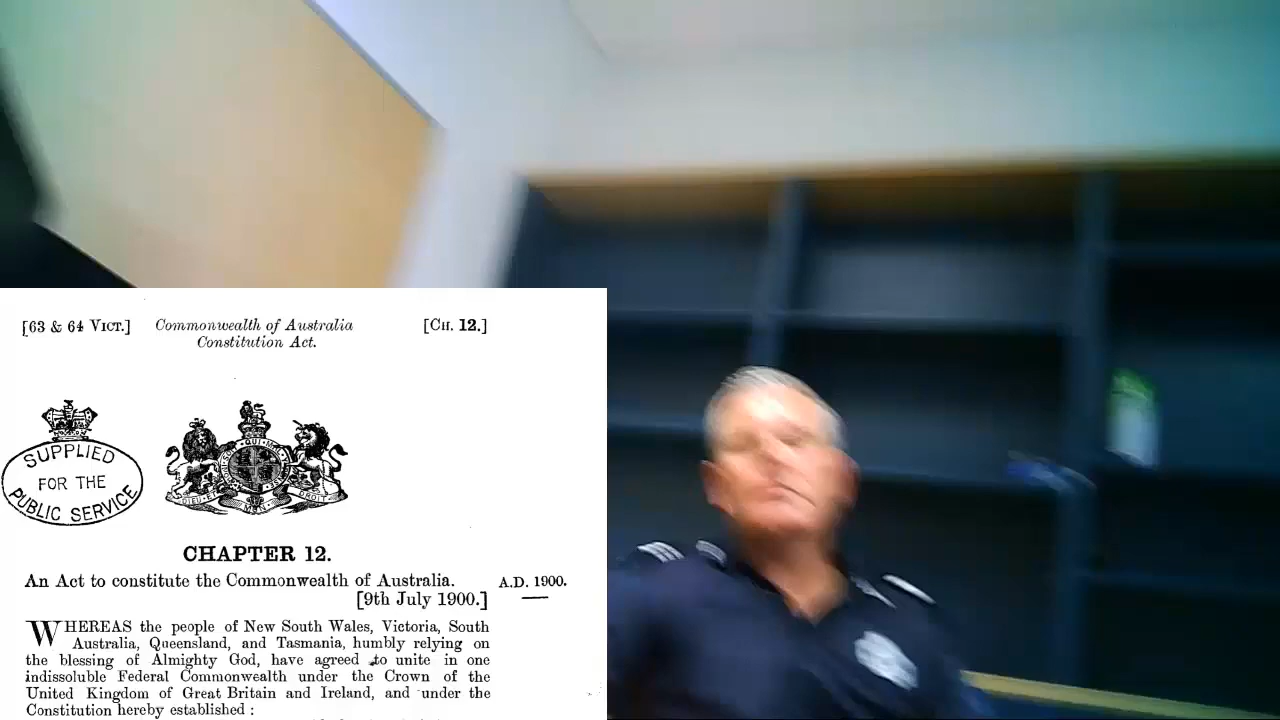 [63 & 64 VICT.] Commonwealth of Australia [CH. 12.]
Constitution Act.
SUPPLIED
FOR THE
PUBLIC SERVICE
CHAPTER 12.
An Act to constitute the Commonwealth of Australia. A.D. 1900.
[9th July 1900.]
WHEREAS the people of New South Wales, Victoria, South
Australia, Queensland, and Tasmania, humbly relying on
the blessing of Almighty God, have agreed to unite in one
indissoluble Federal Commonwealth under the Crown of the
United Kingdom of Great Britain and Ireland, and under the
Constitution hereby established :